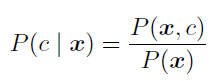 P(c | x) = P(x, c) / P(x)